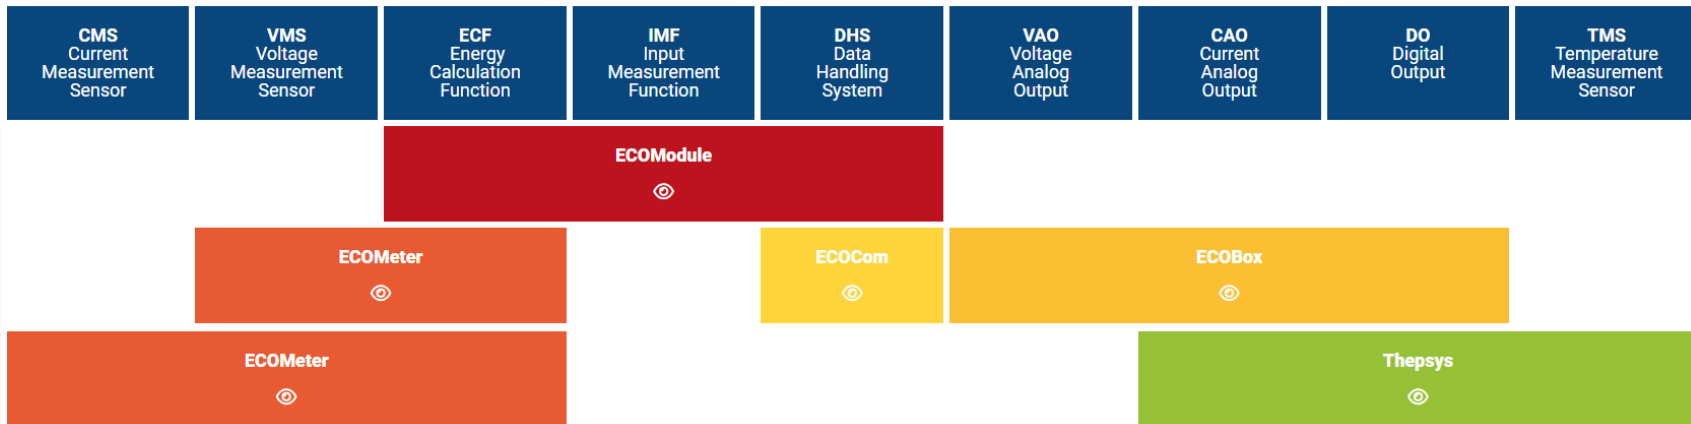 CMS
Current
Measurement
Sensor
VMS
Voltage
Measurement
Sensor
ECF
Energy
Calculation
Function
IMF
Input
Measurement
Function
DHS
Data
Handling
System
VAO
Voltage
Analog
Output
CAO
Current
Analog
Output
DO
Digital
Output
TMS
Temperature
Measurement
Sensor
ECOModule
ECOMeter
ECOCom
ECOBox
ECOMeter
Thepsys